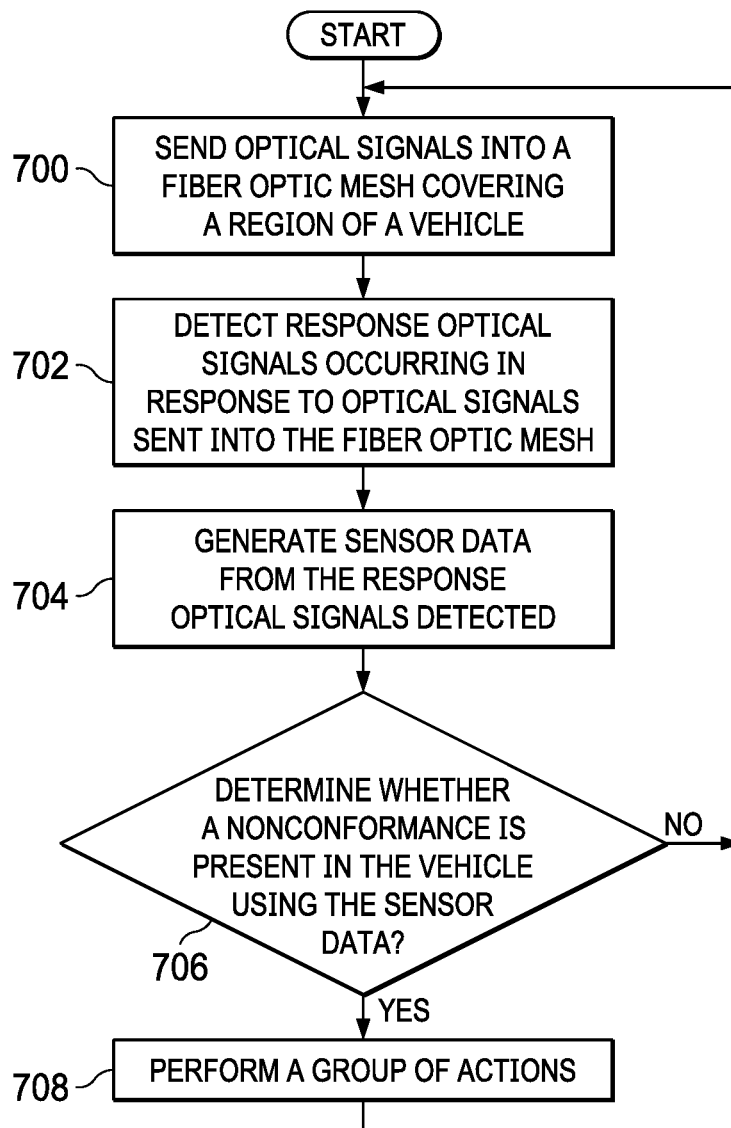 START
700
SEND OPTICAL SIGNALS INTO A
FIBER OPTIC MESH COVERING
A REGION OF A VEHICLE
702
DETECT RESPONSE OPTICAL
SIGNALS OCCURRING IN
RESPONSE TO OPTICAL SIGNALS
SENT INTO THE FIBER OPTIC MESH
704
GENERATE SENSOR DATA
FROM THE RESPONSE
OPTICAL SIGNALS DETECTED
DETERMINE WHETHER
A NONCONFORMANCE IS
PRESENT IN THE VEHICLE
USING THE SENSOR
DATA?
NO
706
YES
708
PERFORM A GROUP OF ACTIONS